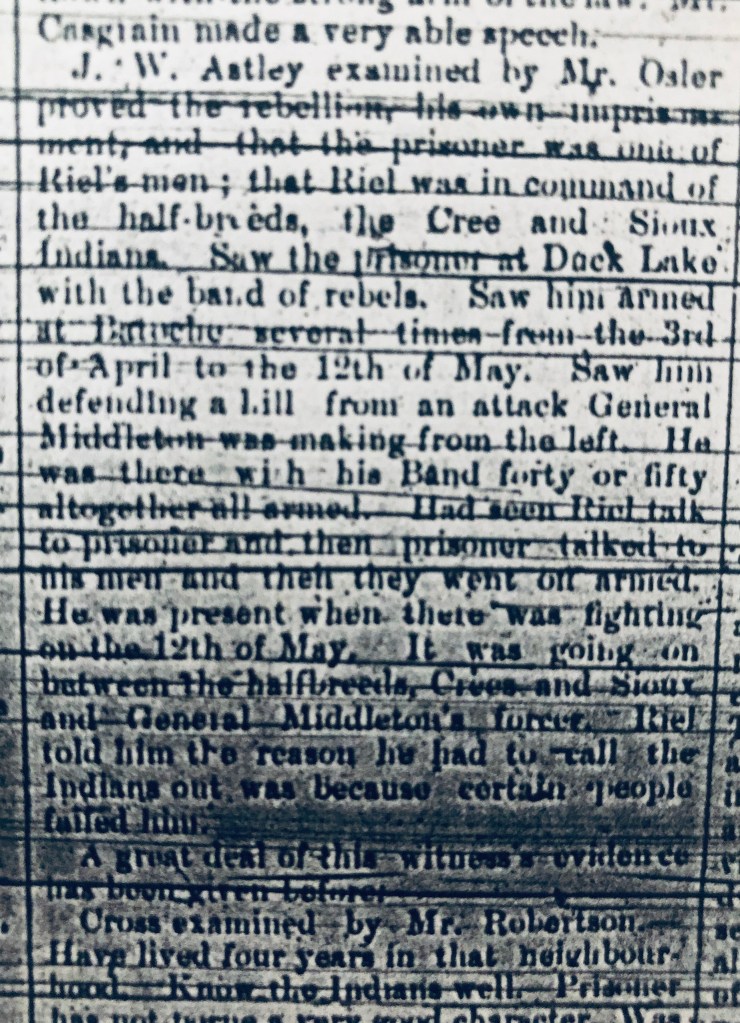 Casgrain made a very able speech.
J. W. Astley examined by Mr. Osler
proved the rebellion, his own imprison-
ment, and that the prisoner was one of
Riel's men; that Riel was in command of
the half-breeds, the Cree and Sioux
Indians. Saw the prisoner at Duck Lake
with the band of rebels. Saw him armed
at Batoche several times from the 3rd
of April to the 12th of May. Saw him
defending a hill from an attack General
Middleton was making from the left. He
was there with his Band forty or fifty
altogether all armed. Had seen Riel talk
to prisoner and then prisoner talked to
his men and then they went off armed.
He was present when there was fighting
on the 12th of May. It was going on
between the halfbreeds, Crees and Sioux
and General Middleton's forces. Riel
told him the reason he had to call the
Indians out was because certain people
failed him.
A great deal of this witness's evidence
has been given before.
Cross examined by Mr. Robertson.
Have lived four years in that neighbour-
hood. Know the Indians well. Prisoner
has not a very good character. Was